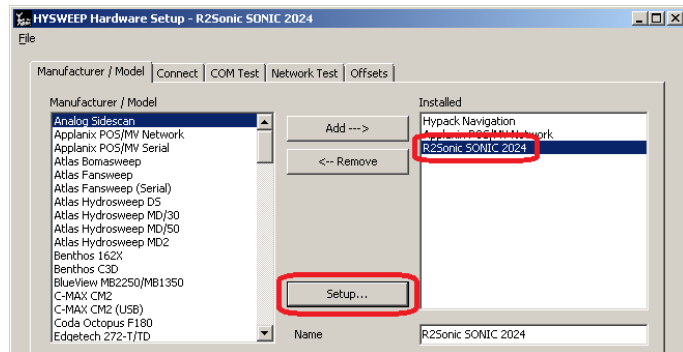 HYSWEEP Hardware Setup - R2Sonic SONIC 2024
File
Manufacturer / Model
Connect
COM Test
Network Test
Offsets
Manufacturer / Model
Analog Sidescan
Applanix POS/MV Network
Applanix POS/MV Serial
Atlas Bomasweep
Atlas Fansweep
Atlas Fansweep (Serial)
Atlas Hydrosweep DS
Atlas Hydrosweep MD/30
Atlas Hydrosweep MD/50
Atlas Hydrosweep MD2
Benthos 162X
Benthos C3D
BlueView MB2250/MB1350
C-MAX CM2
C-MAX CM2 (USB)
Coda Octopus F180
Edgetech 272-T/TD
Add --->
<-- Remove
Setup...
Installed
Hypack Navigation
Applanix POS/MV Network
R2Sonic SONIC 2024
Name
R2Sonic SONIC 2024